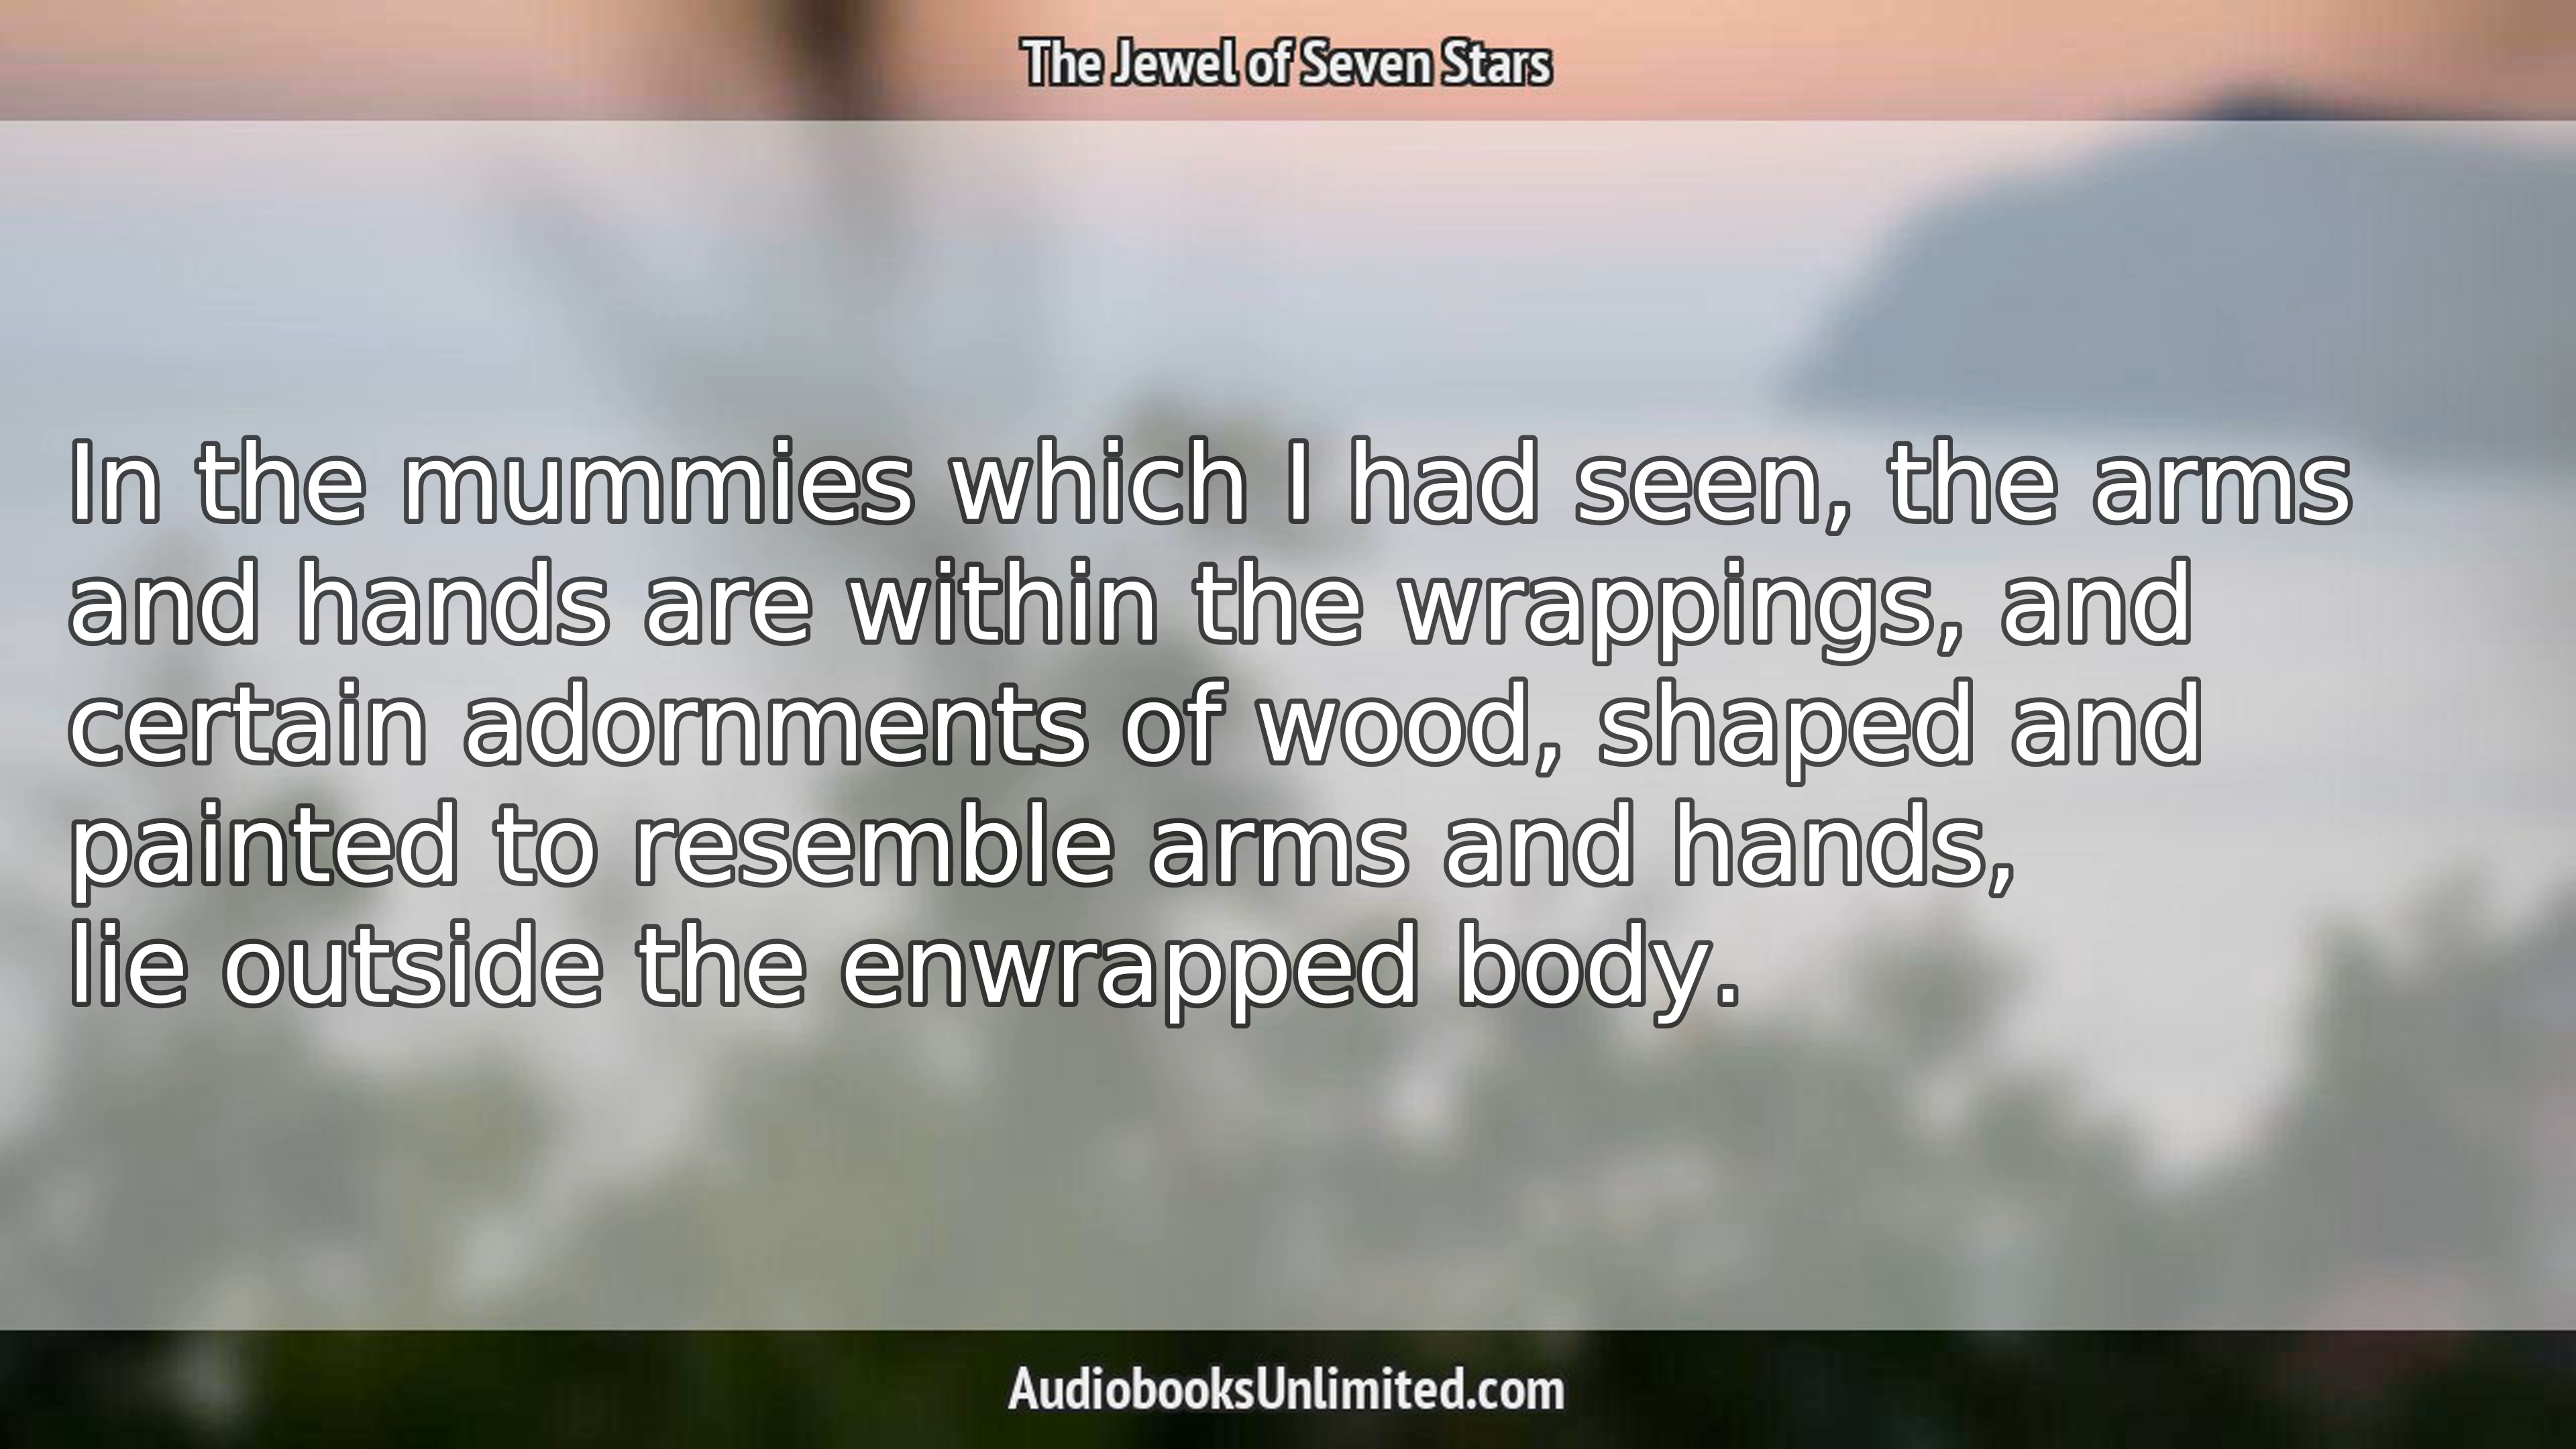 The Jewel of Seven Stars
In the mummies which I had seen, the arms
and hands are within the wrappings, and
certain adornments of wood, shaped and
painted to resemble arms and hands,
lie outside the enwrapped body.
AudiobooksUnlimited.com